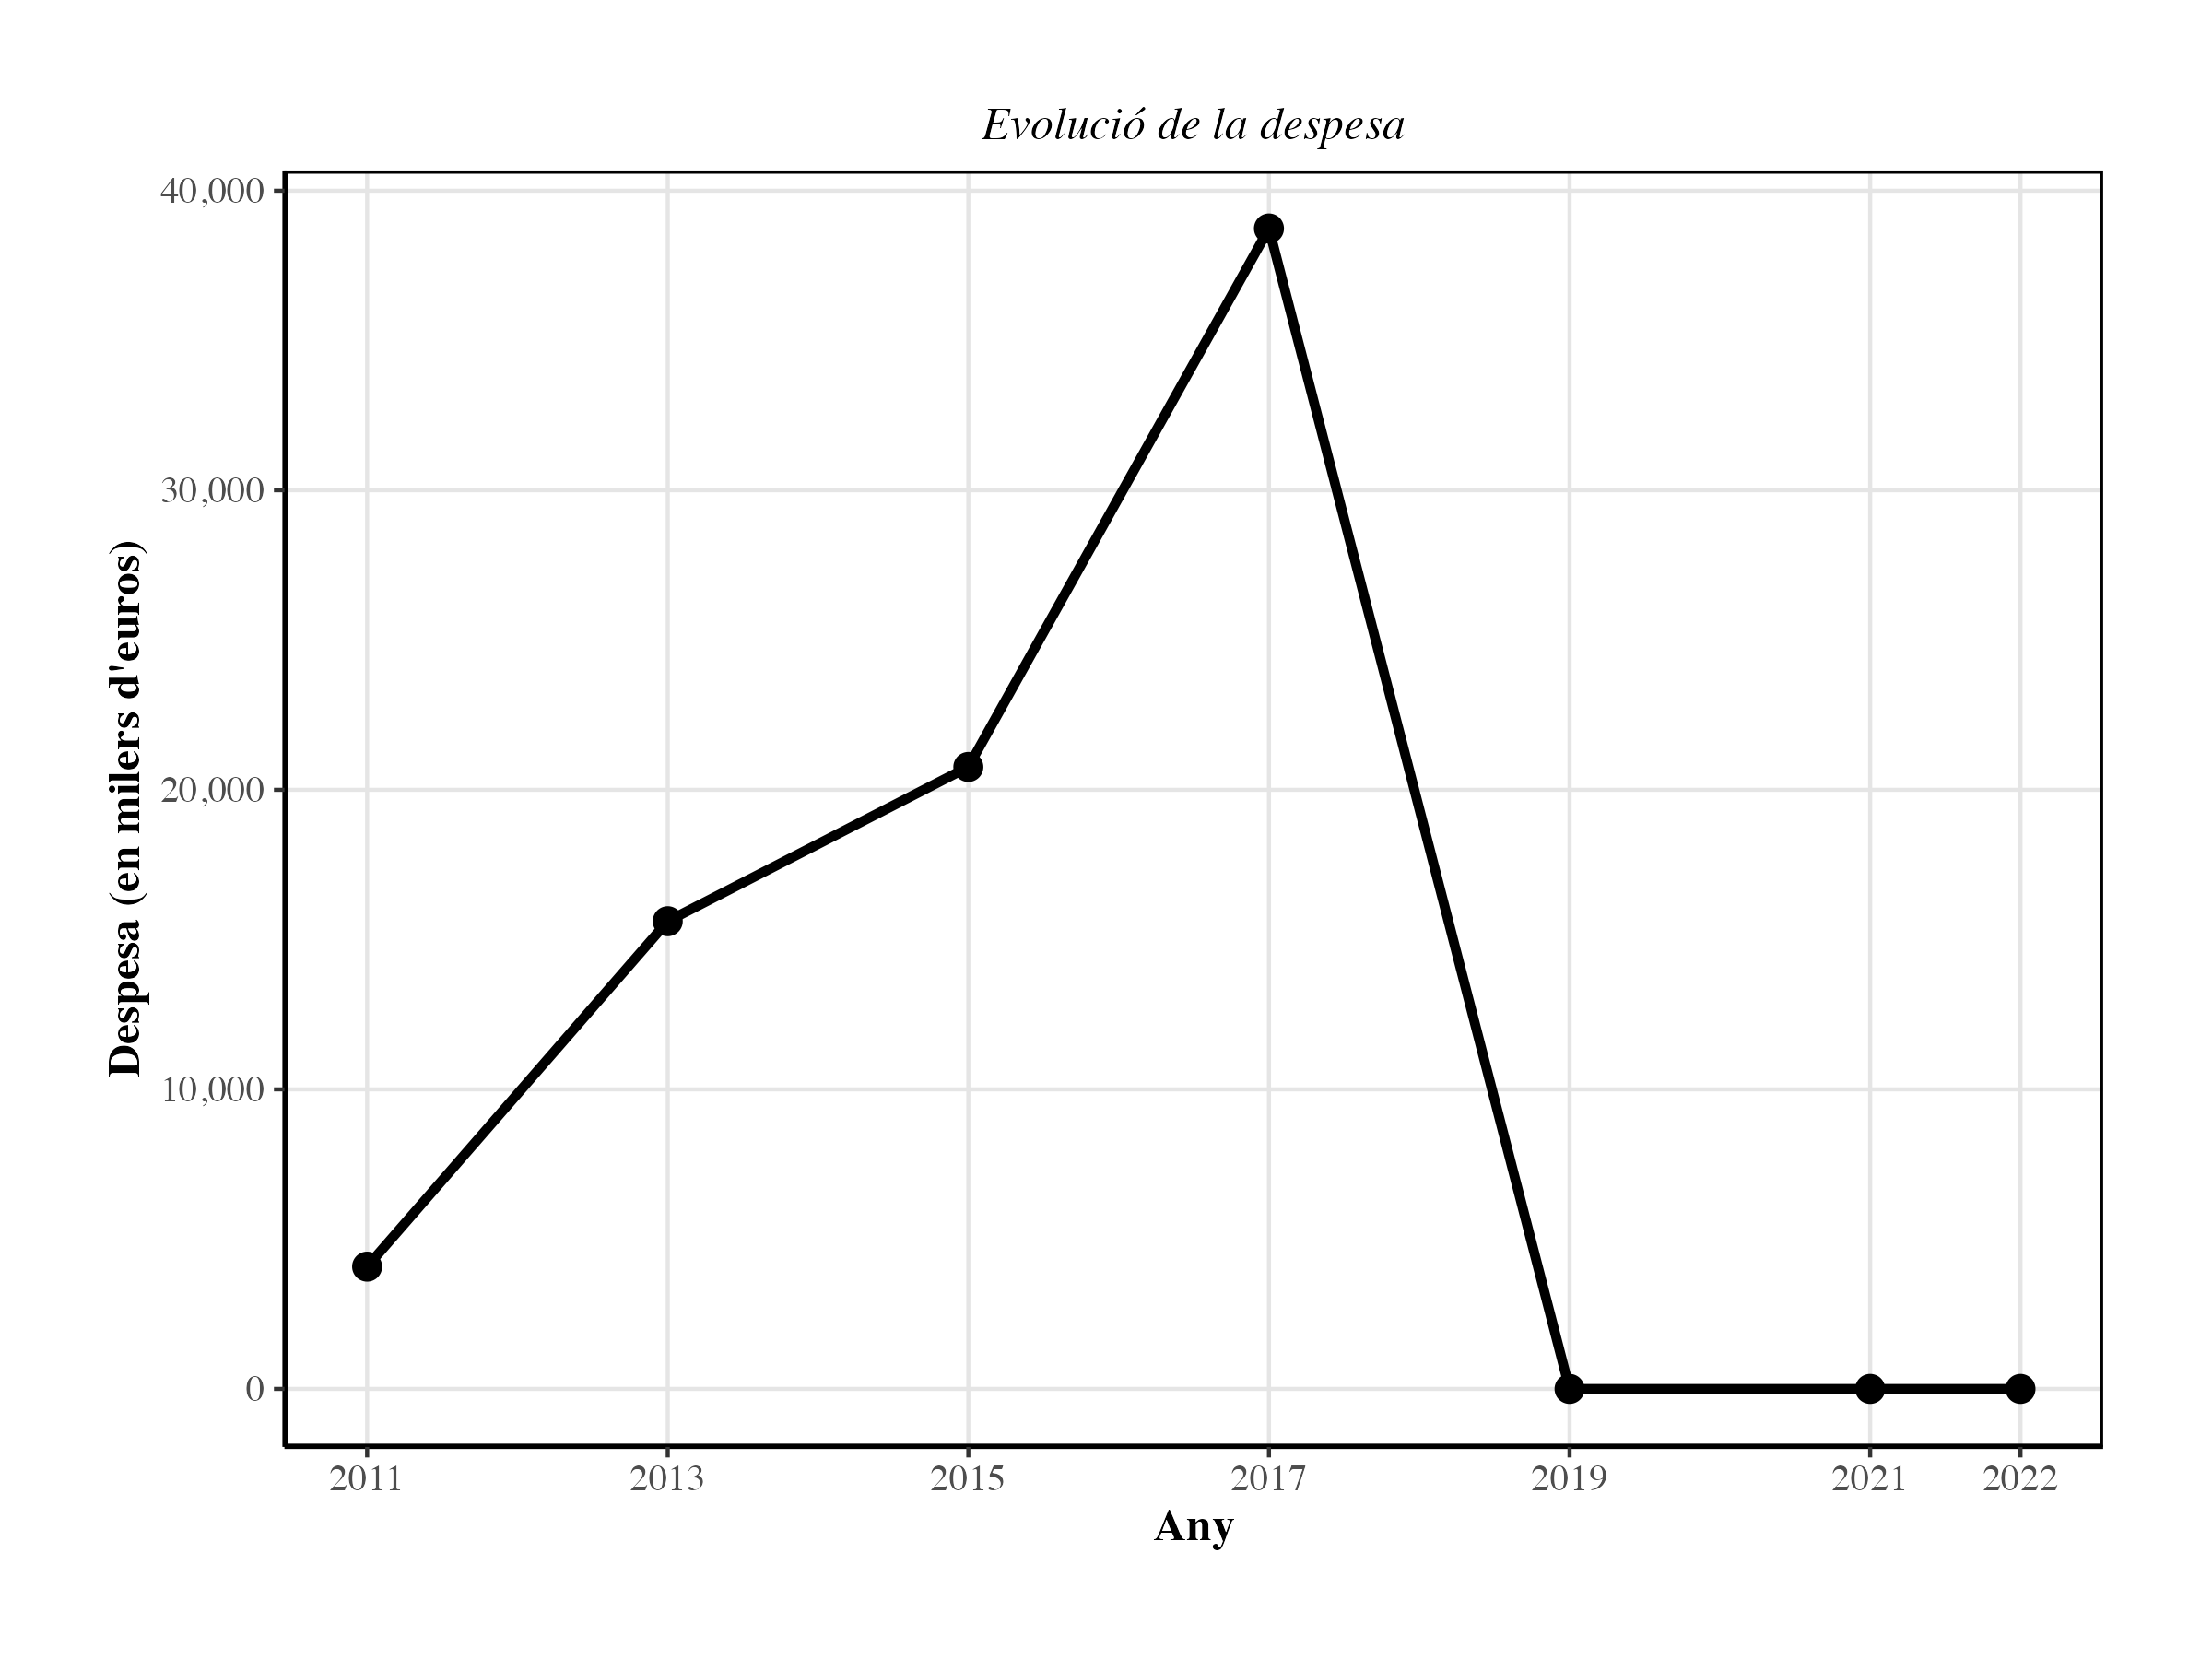 Evolució de la despesa
40,000
30,000
20,000
10,000
0
Despesa (en milers d'euros)
2011 2013 2015 2017 2019 2021 2022
Any